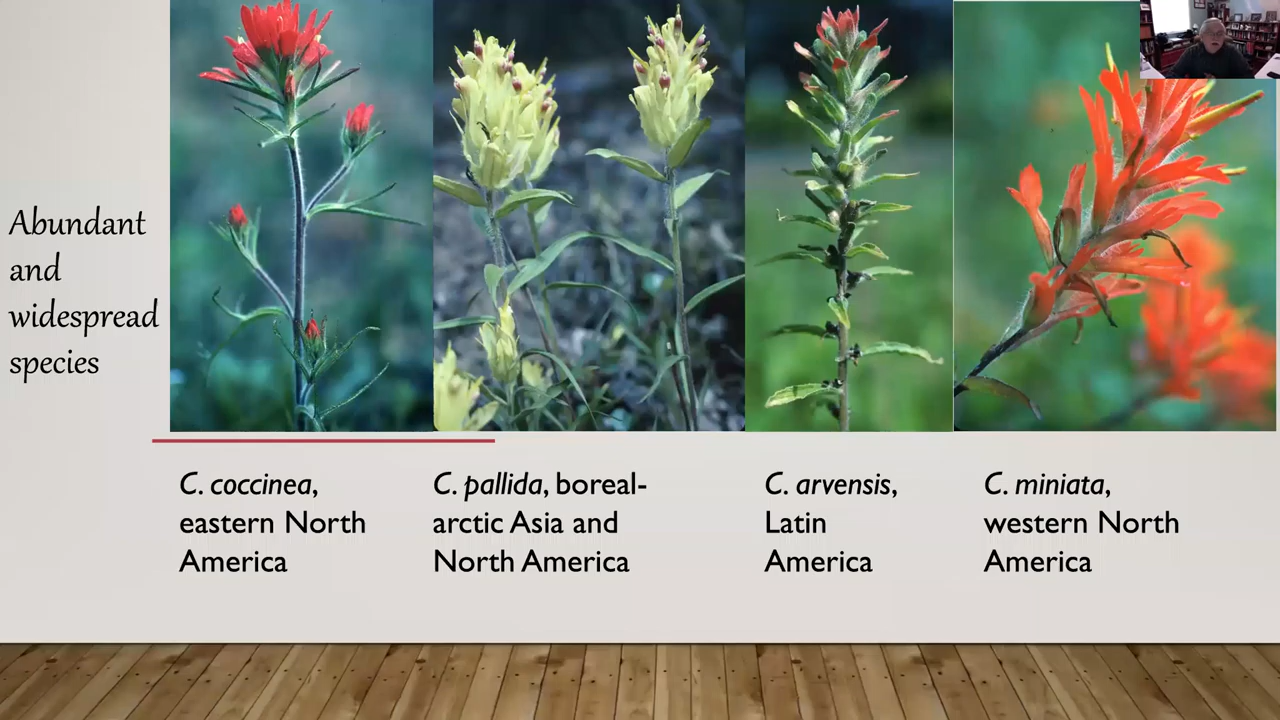 Abundant
and
widespread
species
C. coccinea,
eastern North
America
C. pallida, boreal-
arctic Asia and
North America
C. arvensis,
Latin
America
C. miniata,
western North
America